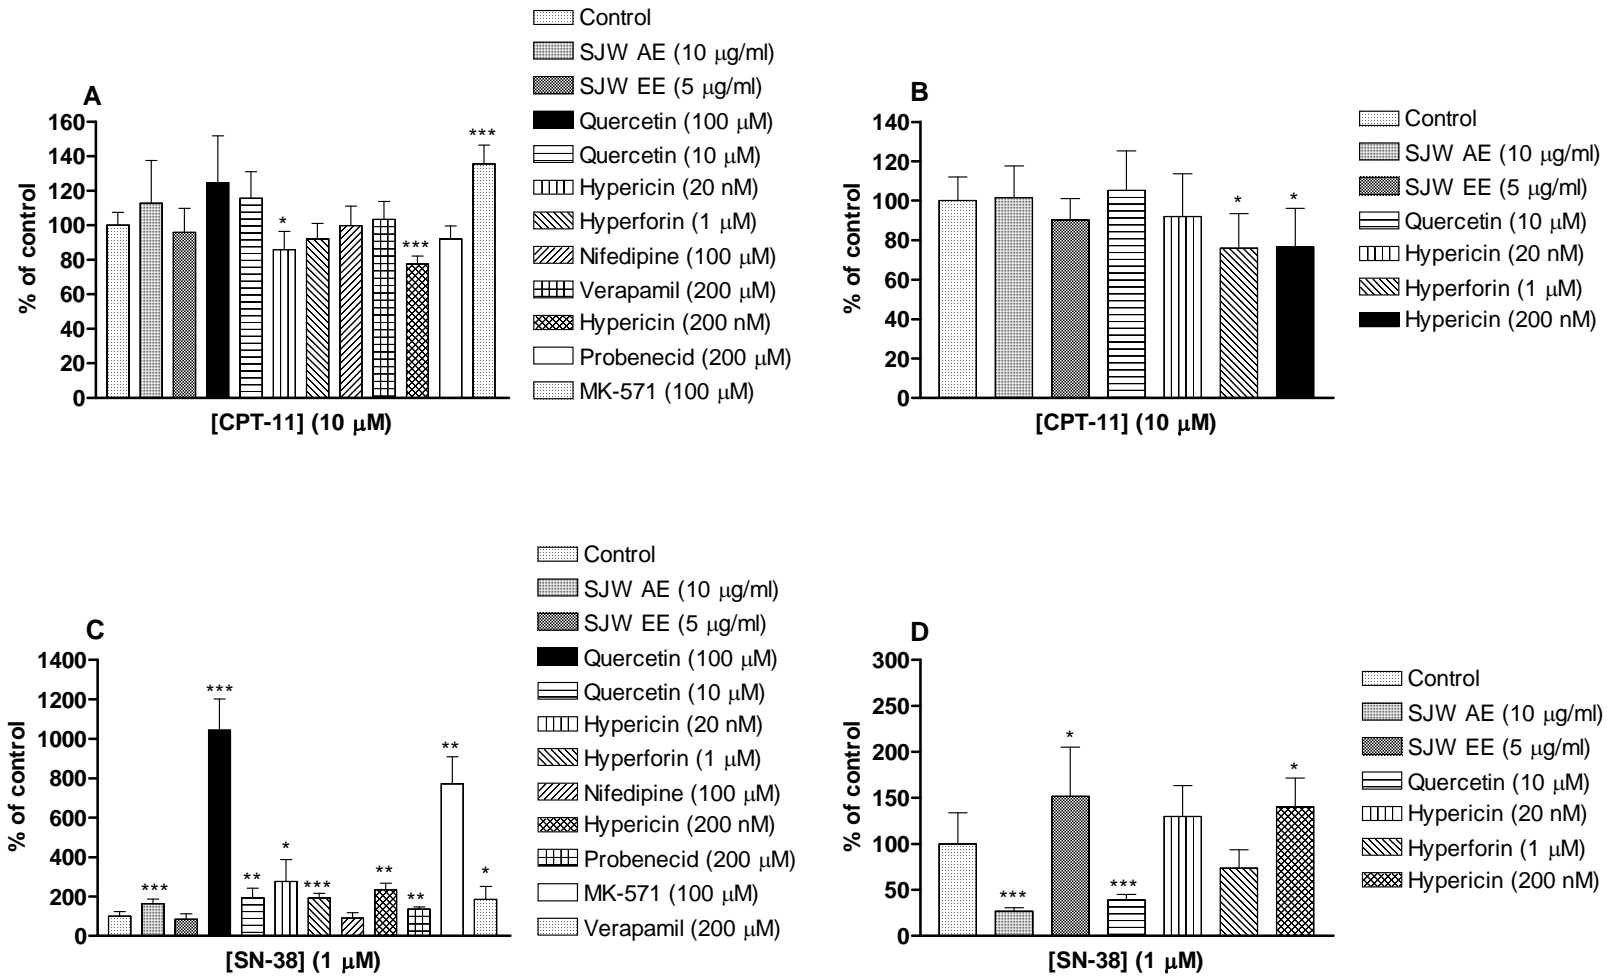 A
% of control
160
140
120
100
80
60
40
20
0
*
***
***
[CPT-11] (10 μM)
Control
SJW AE (10 μg/ml)
SJW EE (5 μg/ml)
Quercetin (100 μM)
Quercetin (10 μM)
Hypericin (20 nM)
Hyperforin (1 μM)
Nifedipine (100 μM)
Verapamil (200 μM)
Hypericin (200 nM)
Probenecid (200 μM)
MK-571 (100 μM)
B
% of control
140
120
100
80
60
40
20
0
*
*
[CPT-11] (10 μM)
Control
SJW AE (10 μg/ml)
SJW EE (5 μg/ml)
Quercetin (10 μM)
Hypericin (20 nM)
Hyperforin (1 μM)
Hypericin (200 nM)
C
% of control
1400
1200
1000
800
600
400
200
0
***
***
**
*
***
**
**
**
*
[SN-38] (1 μM)
Control
SJW AE (10 μg/ml)
SJW EE (5 μg/ml)
Quercetin (100 μM)
Quercetin (10 μM)
Hypericin (20 nM)
Hyperforin (1 μM)
Nifedipine (100 μM)
Hypericin (200 nM)
Probenecid (200 μM)
MK-571 (100 μM)
Verapamil (200 μM)
D
% of control
300
250
200
150
100
50
0
***
*
***
*
[SN-38] (1 μM)
Control
SJW AE (10 μg/ml)
SJW EE (5 μg/ml)
Quercetin (10 μM)
Hypericin (20 nM)
Hyperforin (1 μM)
Hypericin (200 nM)